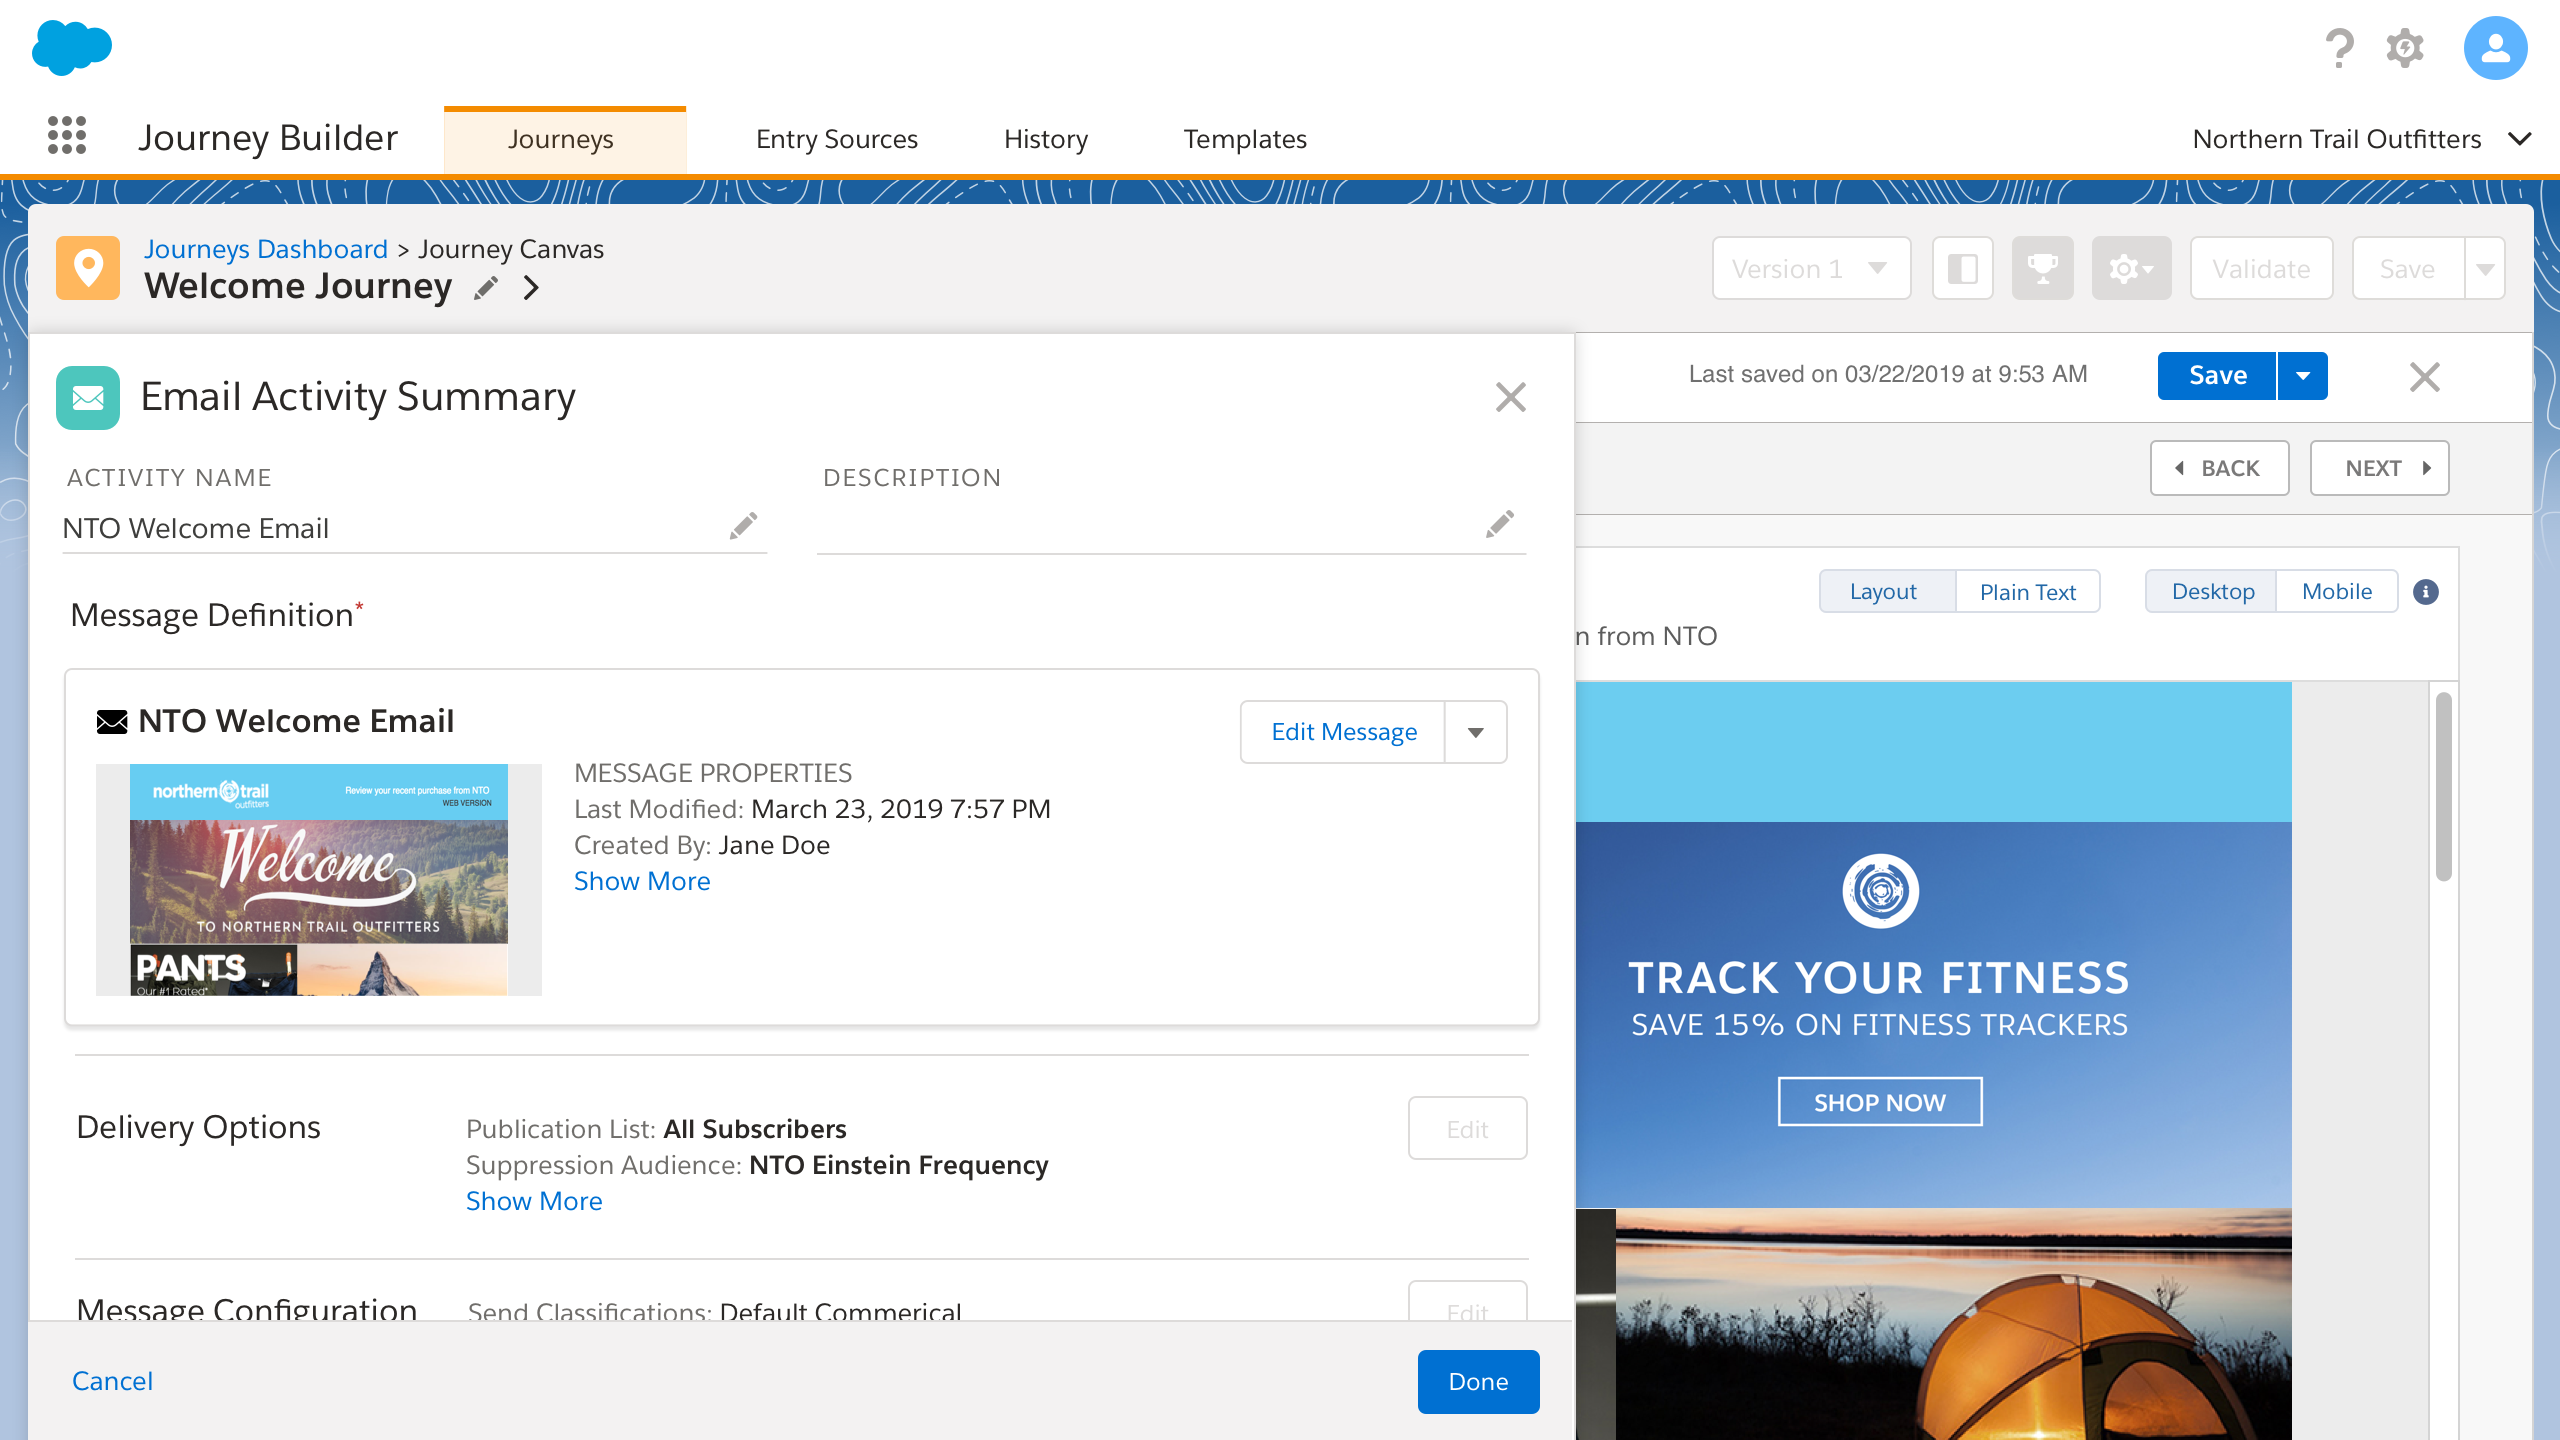 Journey Builder
Journeys
Entry Sources
History
Templates
Northern Trail Outfitters
Journeys Dashboard > Journey Canvas
Welcome Journey
Version 1
Validate
Save
Email Activity Summary
Last saved on 03/22/2019 at 9:53 AM
Save
BACK
NEXT
ACTIVITY NAME
DESCRIPTION
NTO Welcome Email
Message Definition*
Layout
Plain Text
Desktop
Mobile
n from NTO
NTO Welcome Email
Edit Message
northern trail
outfitters
Review your recent purchase from NTO
WEB VERSION
Welcome
TO NORTHERN TRAIL OUTFITTERS
PANTS
Our #1 Rated*
MESSAGE PROPERTIES
Last Modified: March 23, 2019 7:57 PM
Created By: Jane Doe
Show More
TRACK YOUR FITNESS
SAVE 15% ON FITNESS TRACKERS
SHOP NOW
Delivery Options
Publication List: All Subscribers
Suppression Audience: NTO Einstein Frequency
Show More
Edit
Message Configuration
Send Classifications: Default Commerical
Edit
Cancel
Done